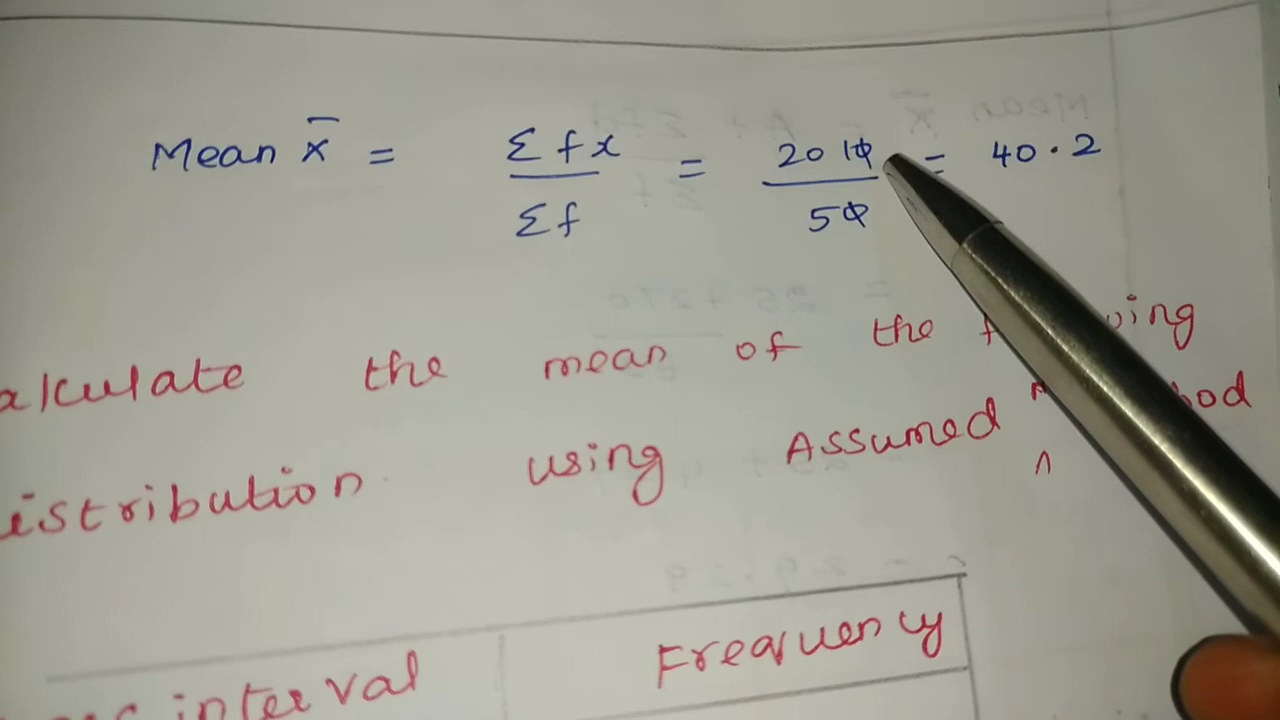 Mean x̄ = Σfx / Σf = 2010 / 50 = 40.2
alculate the mean of the
istribution using Assumed
interval Frequency